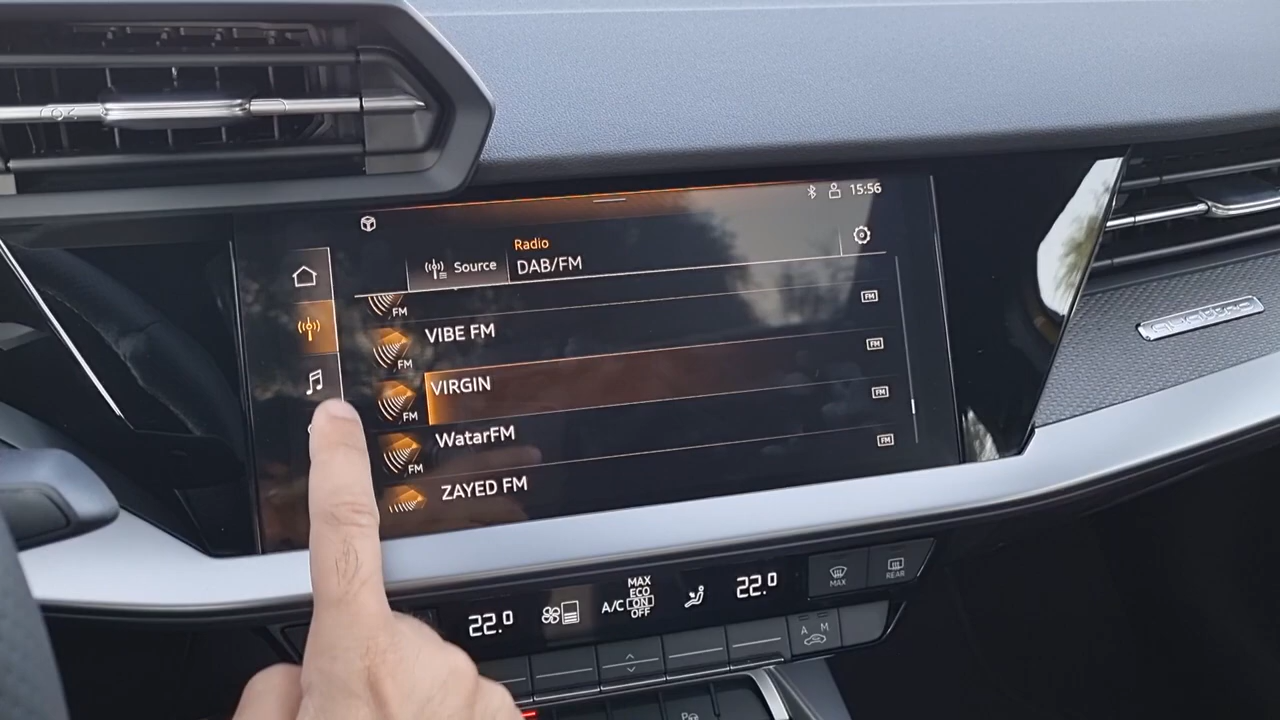 15:56
Radio
Source
DAB/FM
FM
FM
VIBE FM
FM
FM
VIRGIN
FM
FM
WatarFM
FM
FM
ZAYED FM
quattro
MAX
REAR
22.0
A/C
MAX
ECO
ON
OFF
22.0
A M
P